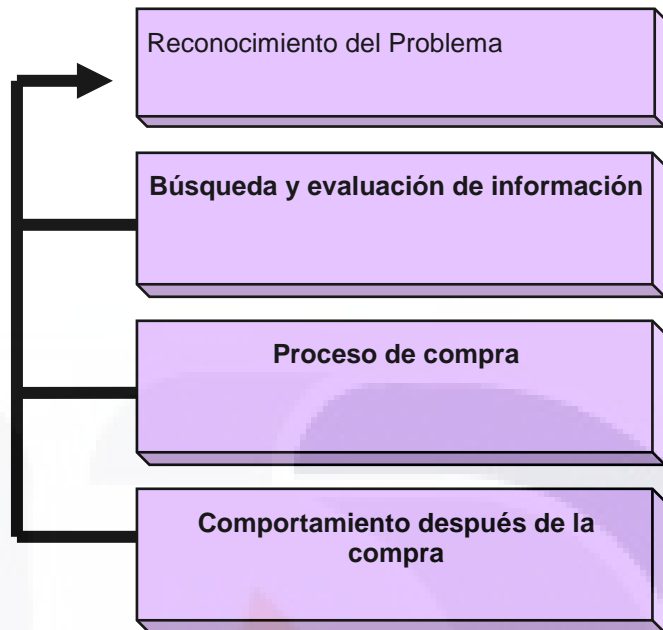 Reconocimiento del Problema
Búsqueda y evaluación de información
Proceso de compra
Comportamiento después de la
compra